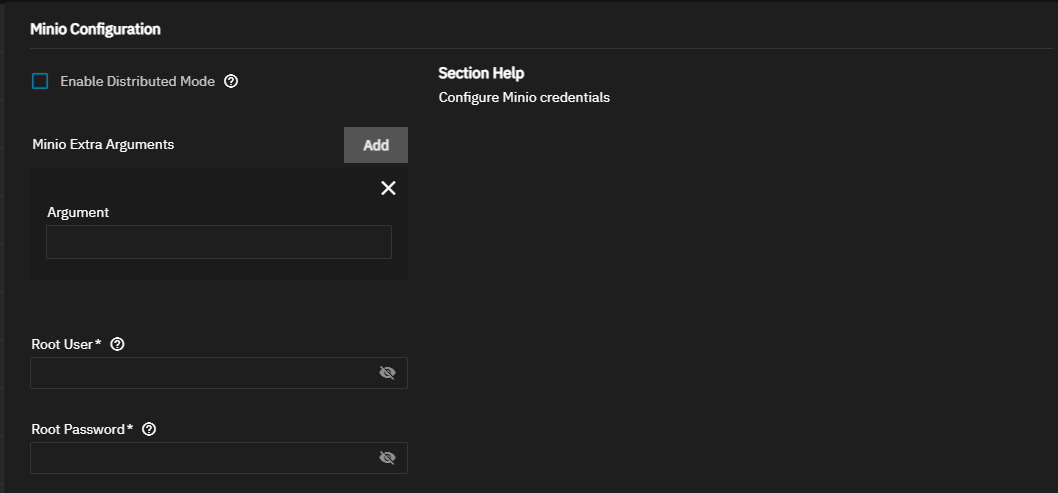 Minio Configuration
Enable Distributed Mode
Section Help
Configure Minio credentials
Minio Extra Arguments
Add
Argument
Root User*
Root Password*